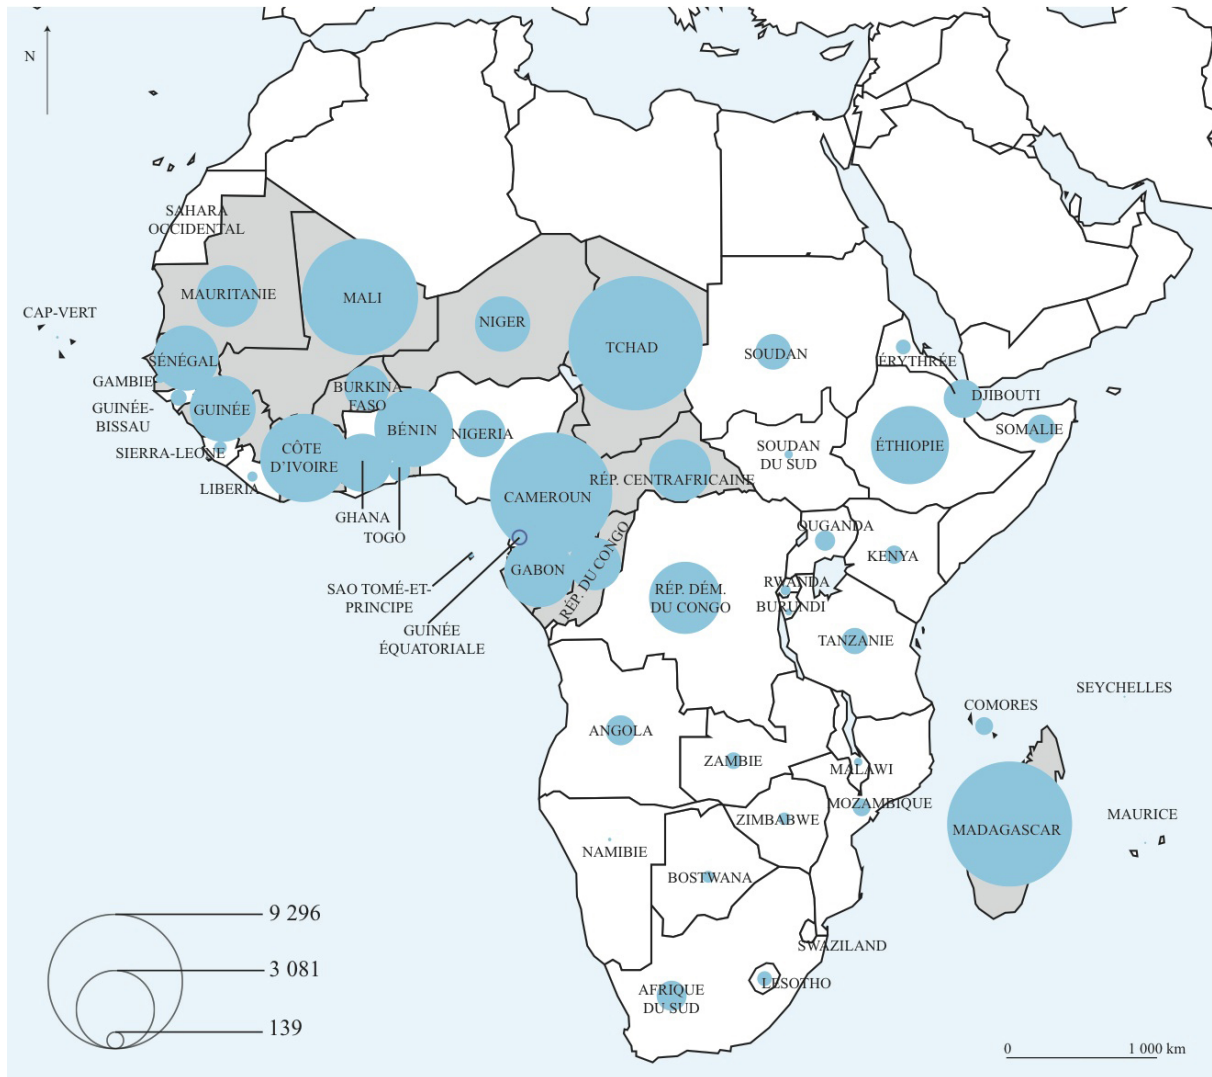 N
SAHARA
OCCIDENTAL
MAURITANIE
MALI
NIGER
TCHAD
CAP-VERT
SÉNÉGAL
GAMBIE
GUINÉE-
BISSAU
GUINÉE
SIERRA-LEONE
LIBERIA
CÔTE
D'IVOIRE
BURKINA
FASO
BÉNIN
NIGERIA
GHANA
TOGO
SOUDAN
ÉRYTHRÉE
DJIBOUTI
SOMALIE
ÉTHIOPIE
SOUDAN
DU SUD
RÉP. CENTRAFRICAINE
CAMEROUN
GABON
RÉP. DU CONGO
SAO TOMÉ-ET-
PRINCIPE
GUINÉE
ÉQUATORIALE
RÉP. DÉM.
DU CONGO
OUGANDA
KENYA
RWANDA
BURUNDI
TANZANIE
SEYCHELLES
COMORES
ANGOLA
ZAMBIE
MALAWI
MOZAMBIQUE
ZIMBABWE
MADAGASCAR
MAURICE
NAMIBIE
BOSTWANA
SWAZILAND
LESOTHO
AFRIQUE
DU SUD
9 296
3 081
139
0 1 000 km